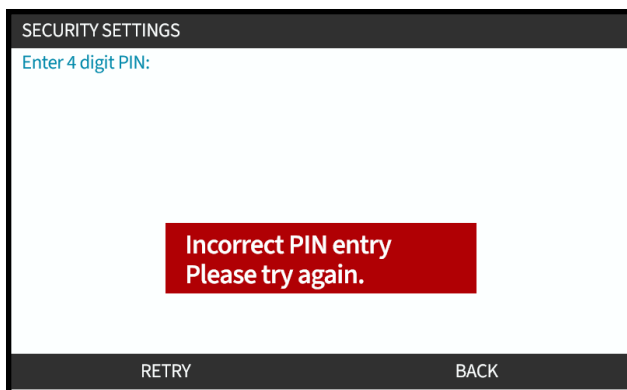 SECURITY SETTINGS
Enter 4 digit PIN:
Incorrect PIN entry
Please try again.
RETRY BACK